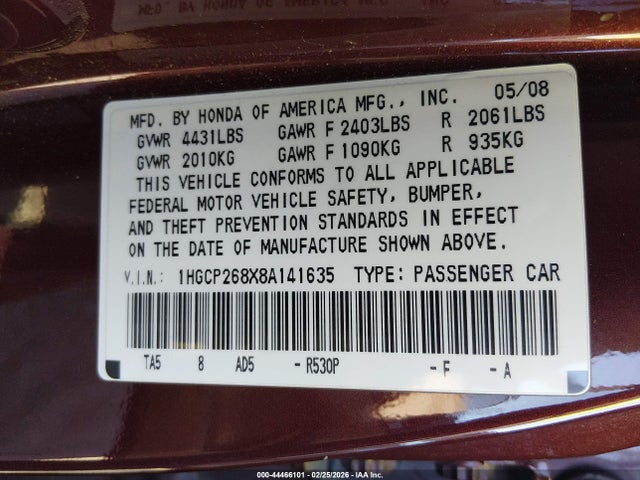 MFD. BY HONDA OF AMERICA MFG., INC. 05/08
GVWR 4431LBS GAWR F 2403LBS R 2061LBS
GVWR 2010KG GAWR F 1090KG R 935KG
THIS VEHICLE CONFORMS TO ALL APPLICABLE
FEDERAL MOTOR VEHICLE SAFETY, BUMPER,
AND THEFT PREVENTION STANDARDS IN EFFECT
ON THE DATE OF MANUFACTURE SHOWN ABOVE.
V.I.N.: 1HGCP268X8A141635 TYPE: PASSENGER CAR
TA5 8 AD5 - R530P - F - A
000-44466101 - 02/25/2026 - IAA Inc.